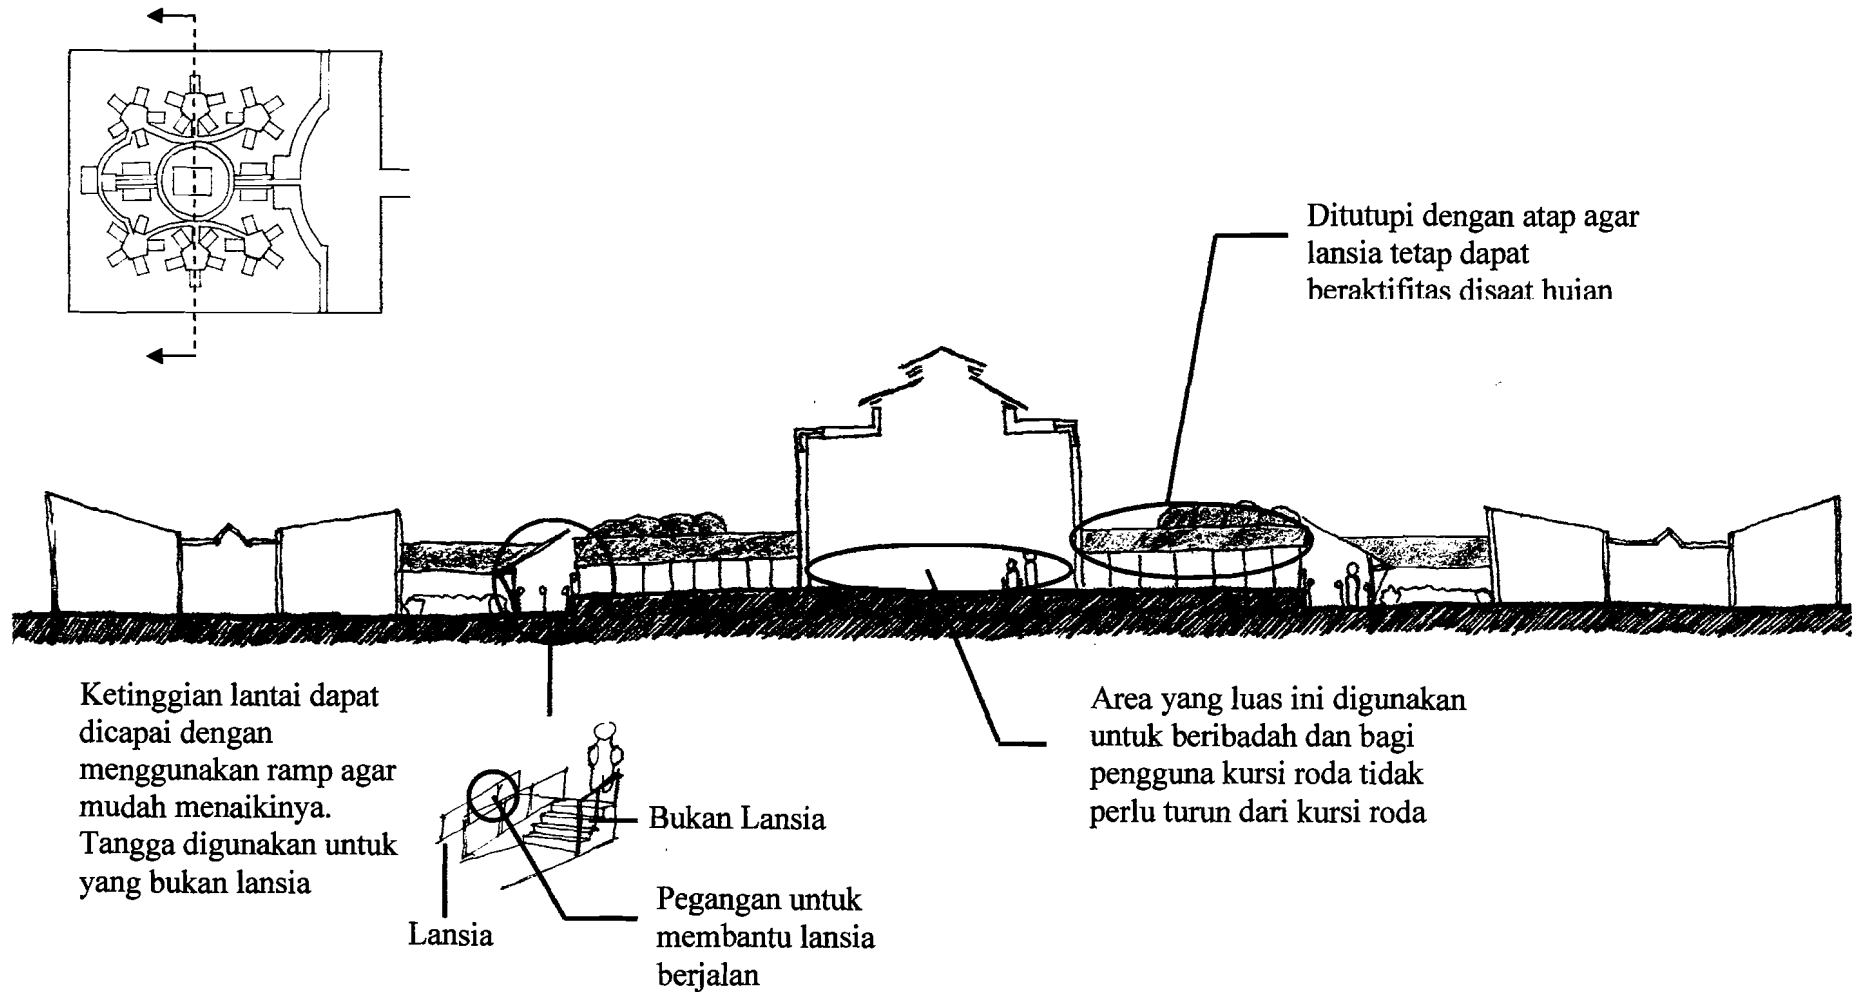 Ditutupi dengan atap agar
lansia tetap dapat
beraktifitas disaat hujan
Ketinggian lantai dapat
dicapai dengan
menggunakan ramp agar
mudah menaikinya.
Tangga digunakan untuk
yang bukan lansia
Area yang luas ini digunakan
untuk beribadah dan bagi
pengguna kursi roda tidak
perlu turun dari kursi roda
Bukan Lansia
Pegangan untuk
membantu lansia
berjalan
Lansia